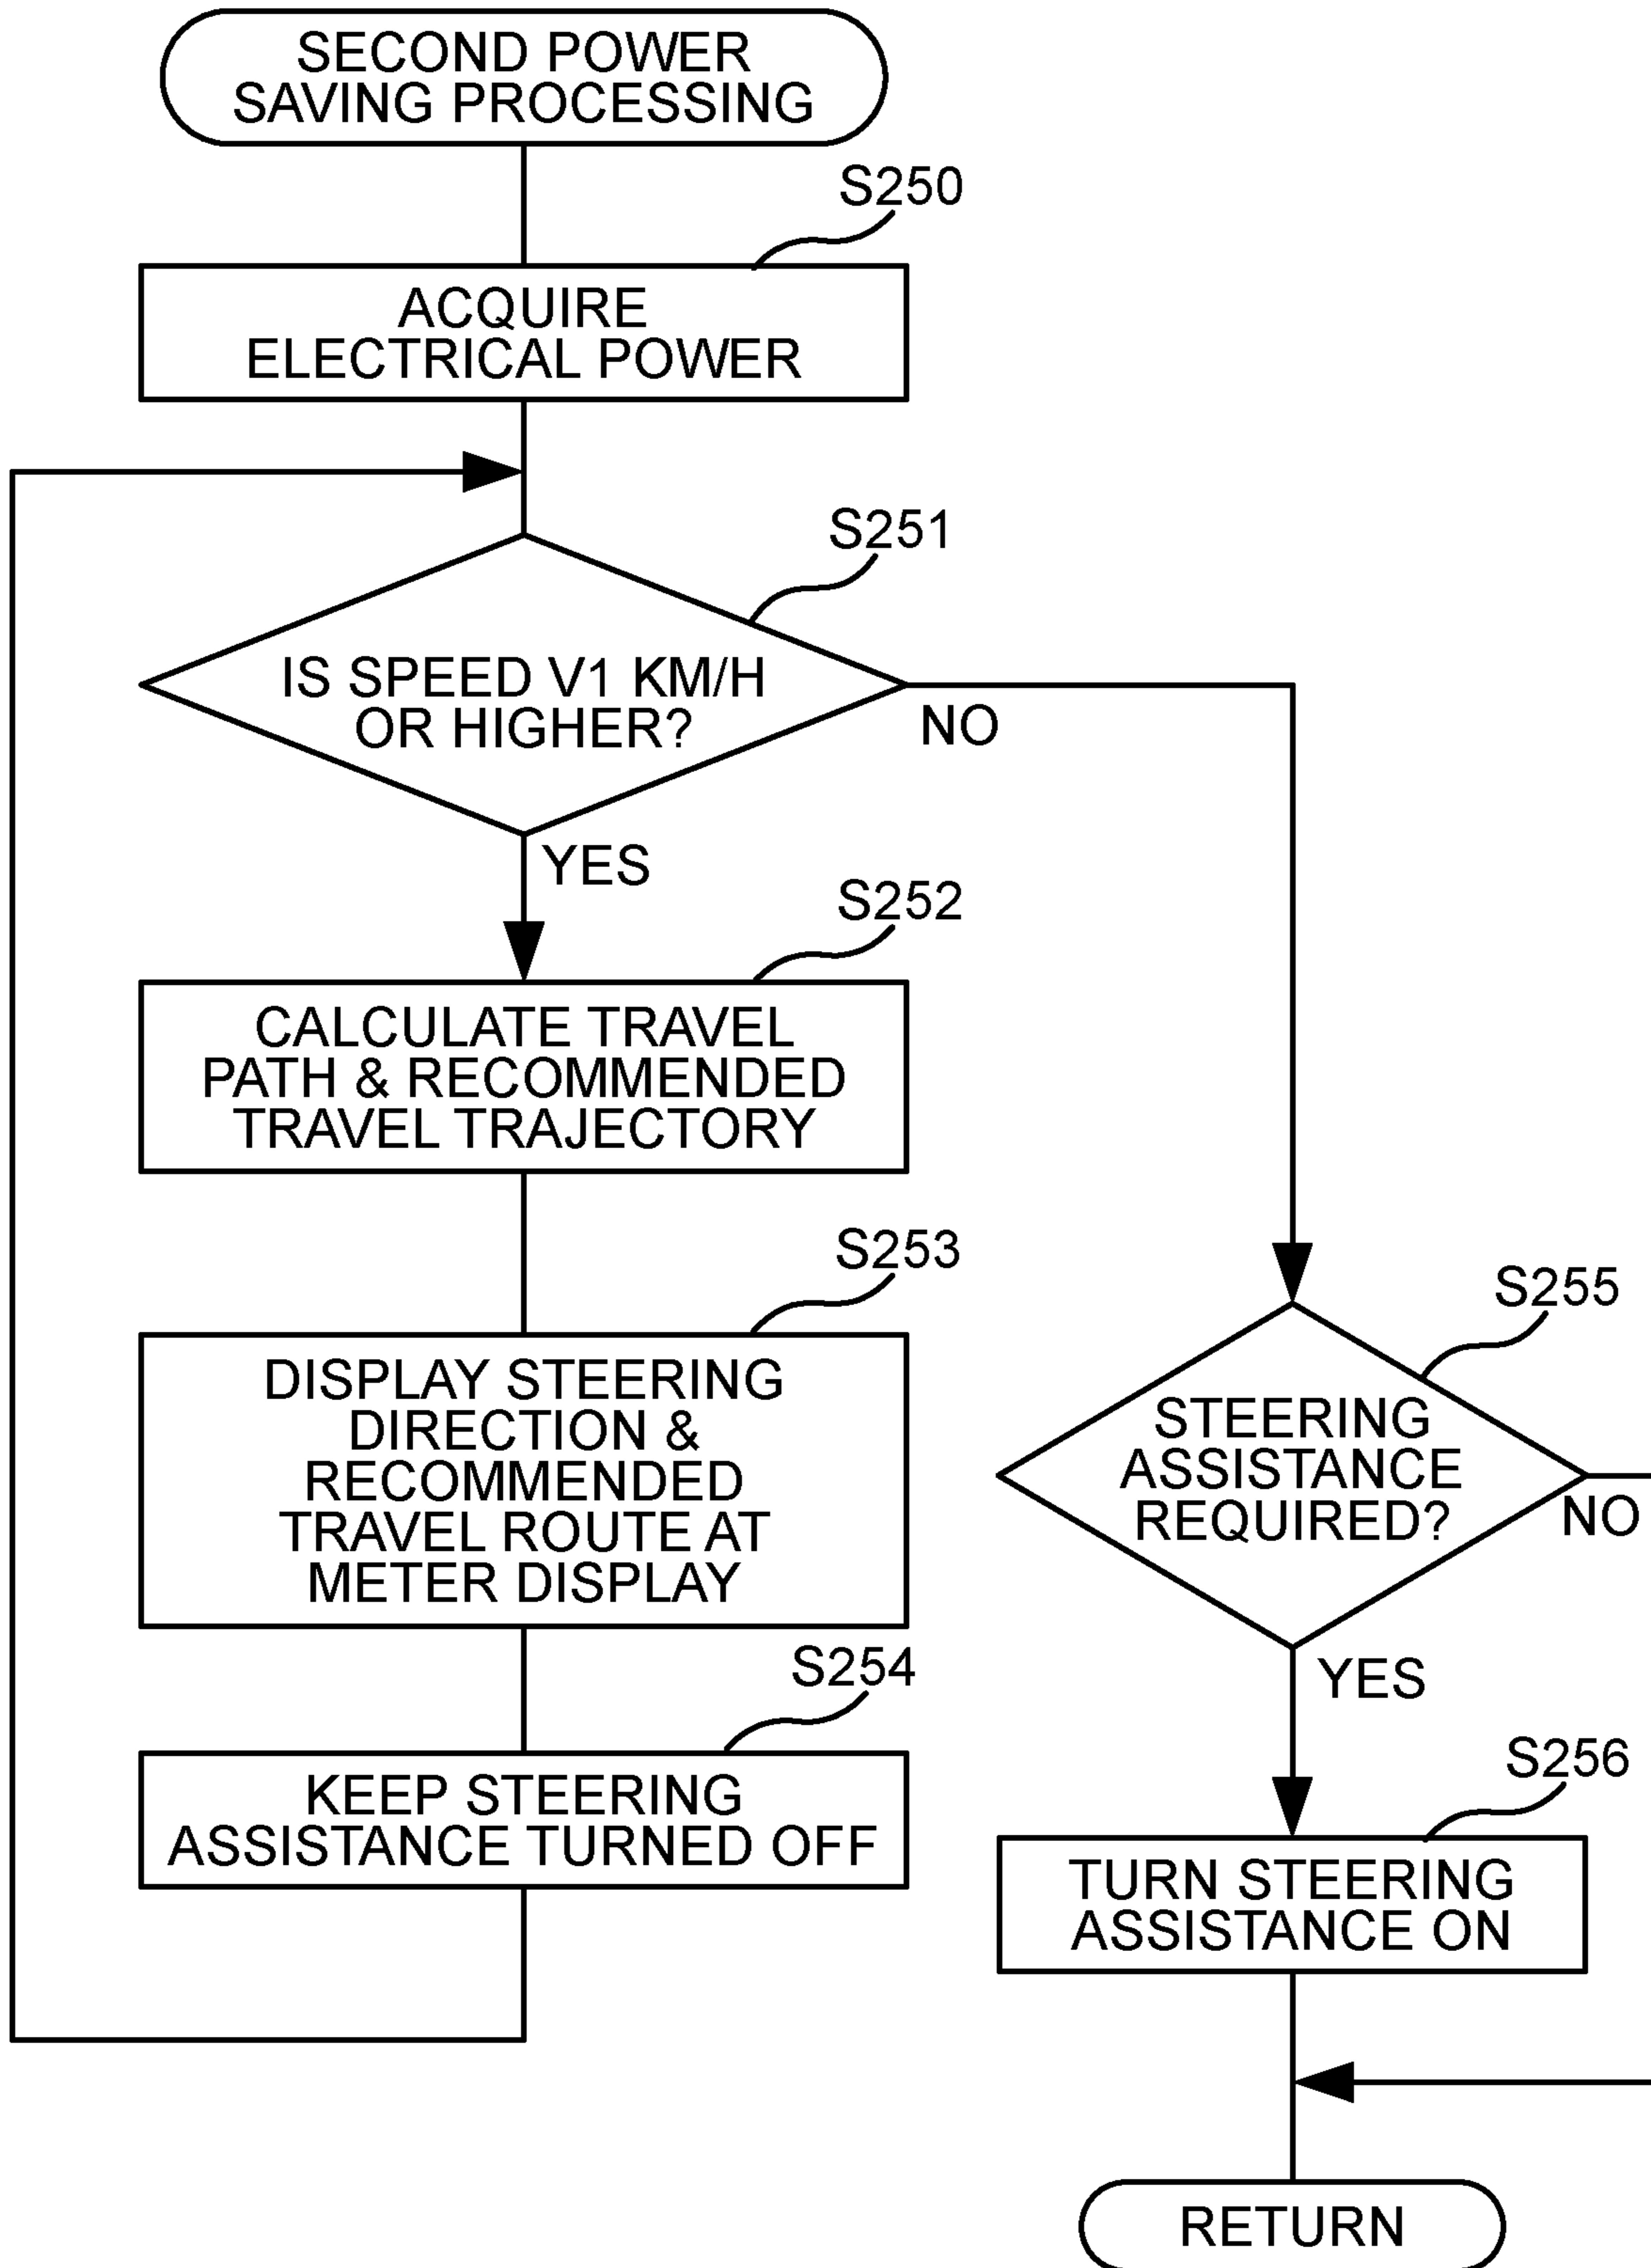 SECOND POWER
SAVING PROCESSING
S250
ACQUIRE
ELECTRICAL POWER
S251
IS SPEED V1 KM/H
OR HIGHER?
NO
YES
S252
CALCULATE TRAVEL
PATH & RECOMMENDED
TRAVEL TRAJECTORY
S253
DISPLAY STEERING
DIRECTION &
RECOMMENDED
TRAVEL ROUTE AT
METER DISPLAY
S254
KEEP STEERING
ASSISTANCE TURNED OFF
S255
STEERING
ASSISTANCE
REQUIRED?
NO
YES
S256
TURN STEERING
ASSISTANCE ON
RETURN